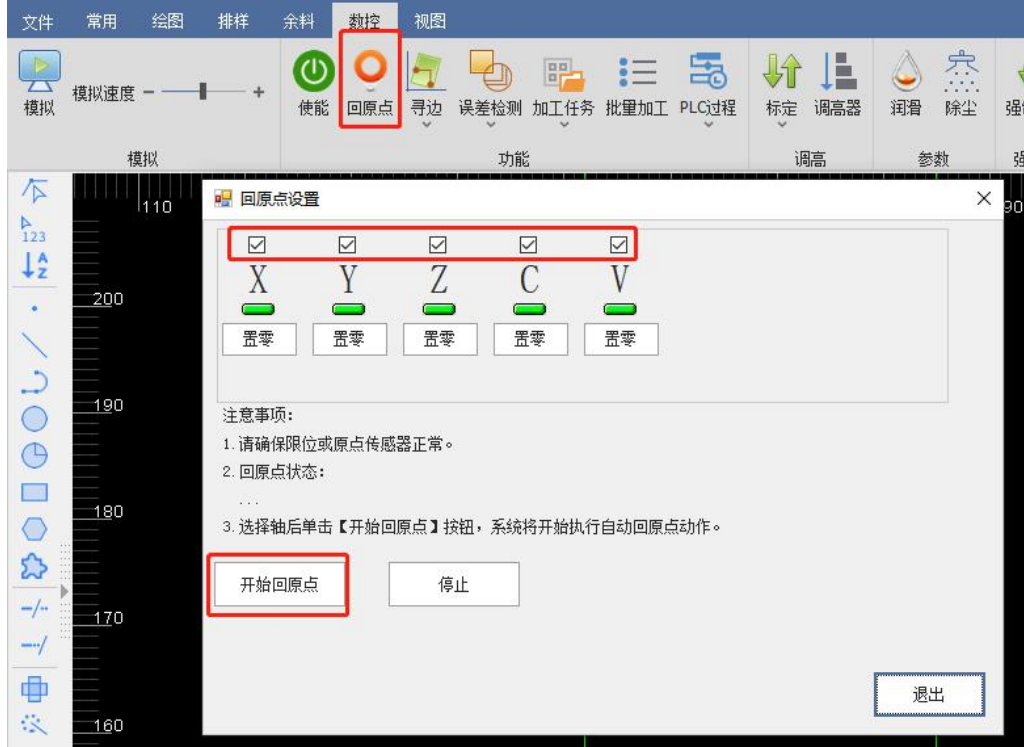 文件 常用 绘图 排样 余料 数控 视图
模拟 模拟速度 使能 回原点 寻边 误差检测 加工任务 批量加工 PLC过程 标定 调高器 润滑 除尘
模拟 功能 调高 参数
110
回原点设置
90
123
A
Z
X Y Z C V
置零 置零 置零 置零 置零
200
190
注意事项:
1.请确保限位或原点传感器正常。
2.回原点状态:
...
180
3.选择轴后单击【开始回原点】按钮，系统将开始执行自动回原点动作。
开始回原点 停止
170
退出
160